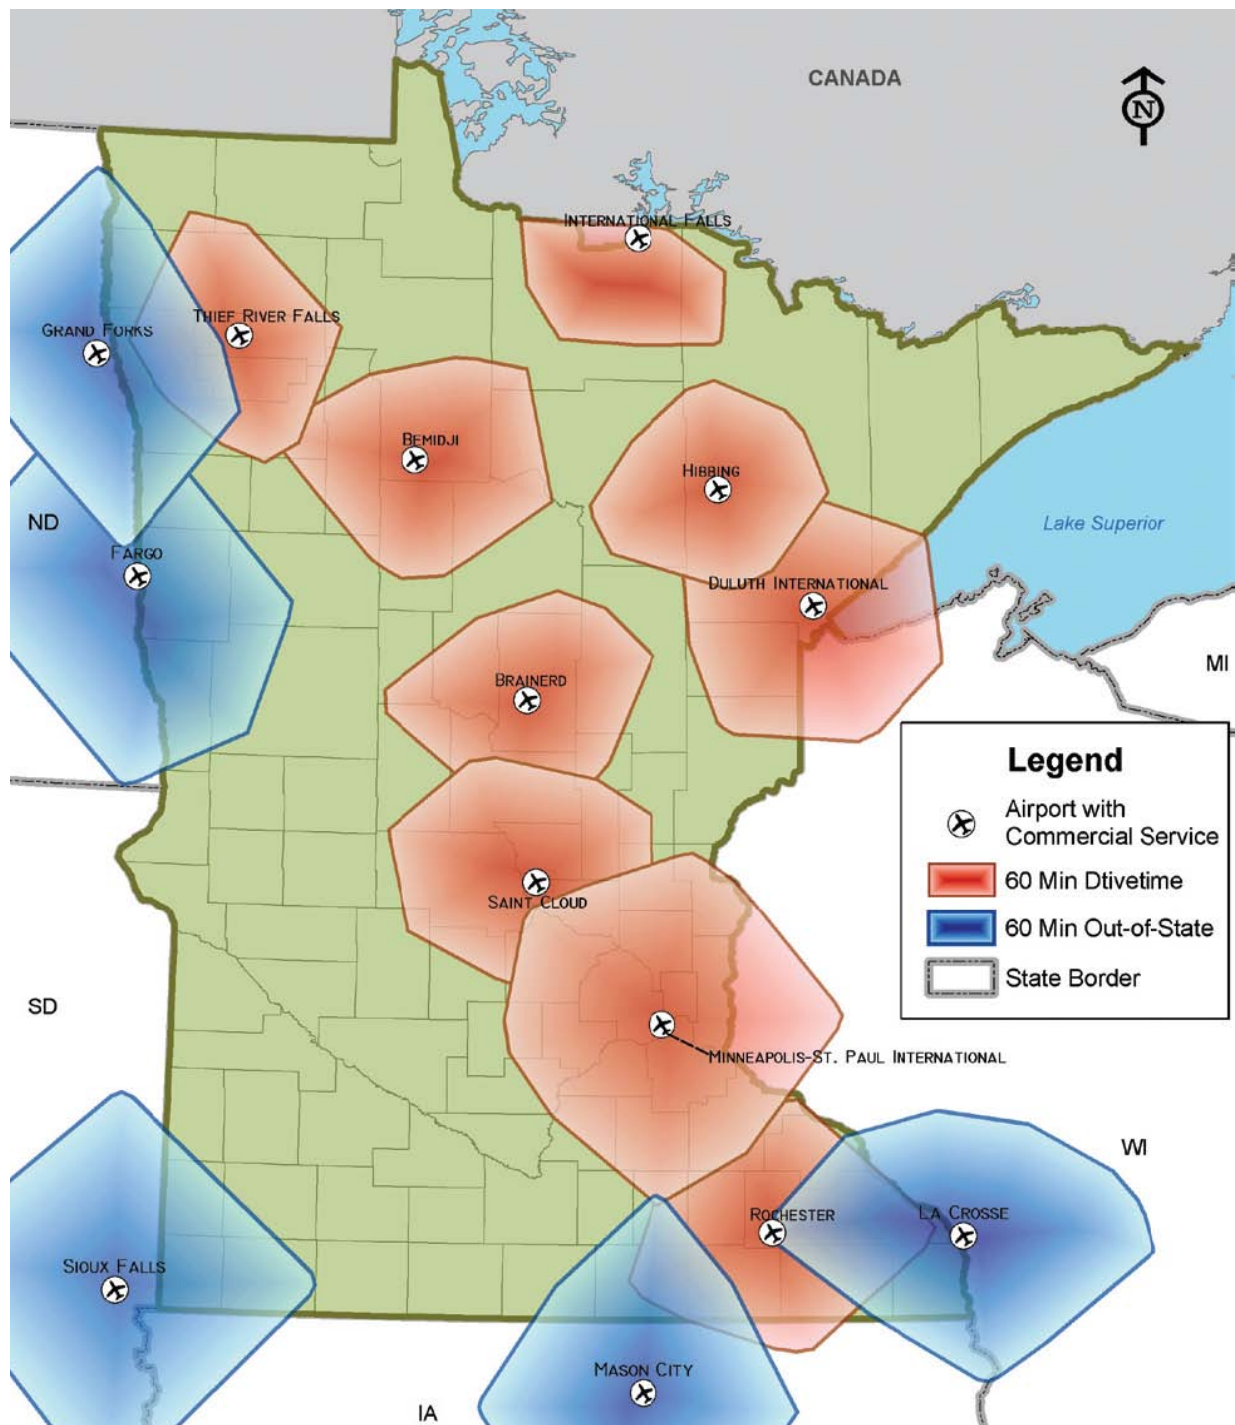 CANADA
N
INTERNATIONAL FALLS
THIEF RIVER FALLS
GRAND FORKS
BEMIDJI
HIBBING
ND
Lake Superior
FARGO
DULUTH INTERNATIONAL
MI
BRAINERD
Legend
Airport with
Commercial Service
60 Min Dtivetime
60 Min Out-of-State
State Border
SAINT CLOUD
SD
MINNEAPOLIS-ST. PAUL INTERNATIONAL
WI
ROCHESTER
LA CROSSE
SIOUX FALLS
MASON CITY
IA